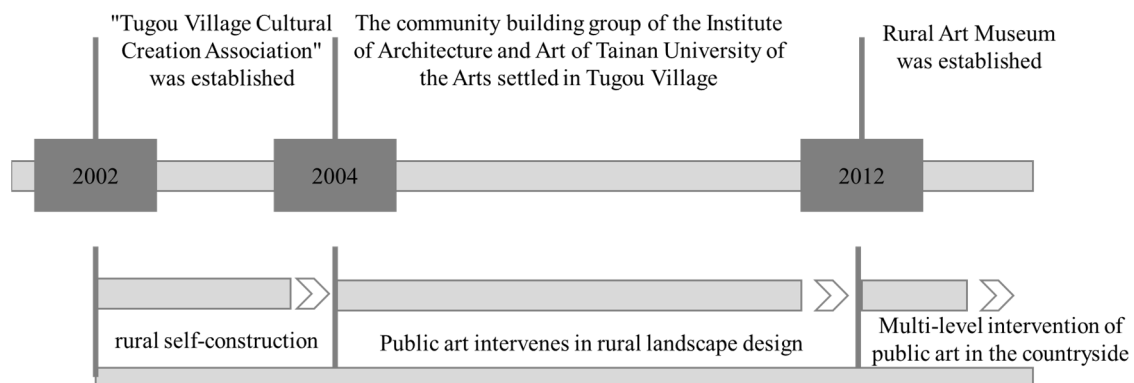 "Tugou Village Cultural
Creation Association"
was established
The community building group of the Institute
of Architecture and Art of Tainan University of
the Arts settled in Tugou Village
Rural Art Museum
was established
2002
2004
2012
rural self-construction
Public art intervenes in rural landscape design
Multi-level intervention of
public art in the countryside